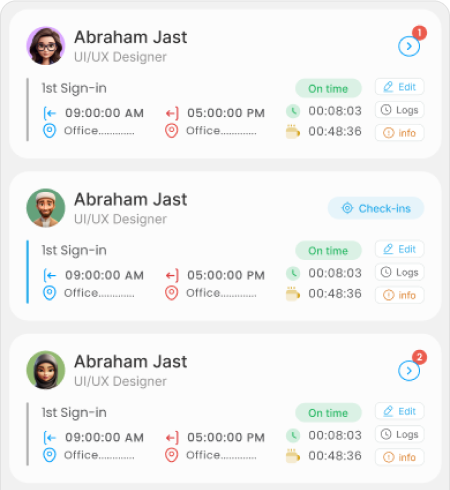 Abraham Jast
1
UI/UX Designer
1st Sign-in
On time
Edit
09:00:00 AM
05:00:00 PM
00:08:03
Logs
Office.............
Office.............
00:48:36
info
Abraham Jast
UI/UX Designer
Check-ins
1st Sign-in
On time
Edit
09:00:00 AM
05:00:00 PM
00:08:03
Logs
Office.............
Office.............
00:48:36
info
Abraham Jast
2
UI/UX Designer
1st Sign-in
On time
Edit
09:00:00 AM
05:00:00 PM
00:08:03
Logs
Office.............
Office.............
00:48:36
info